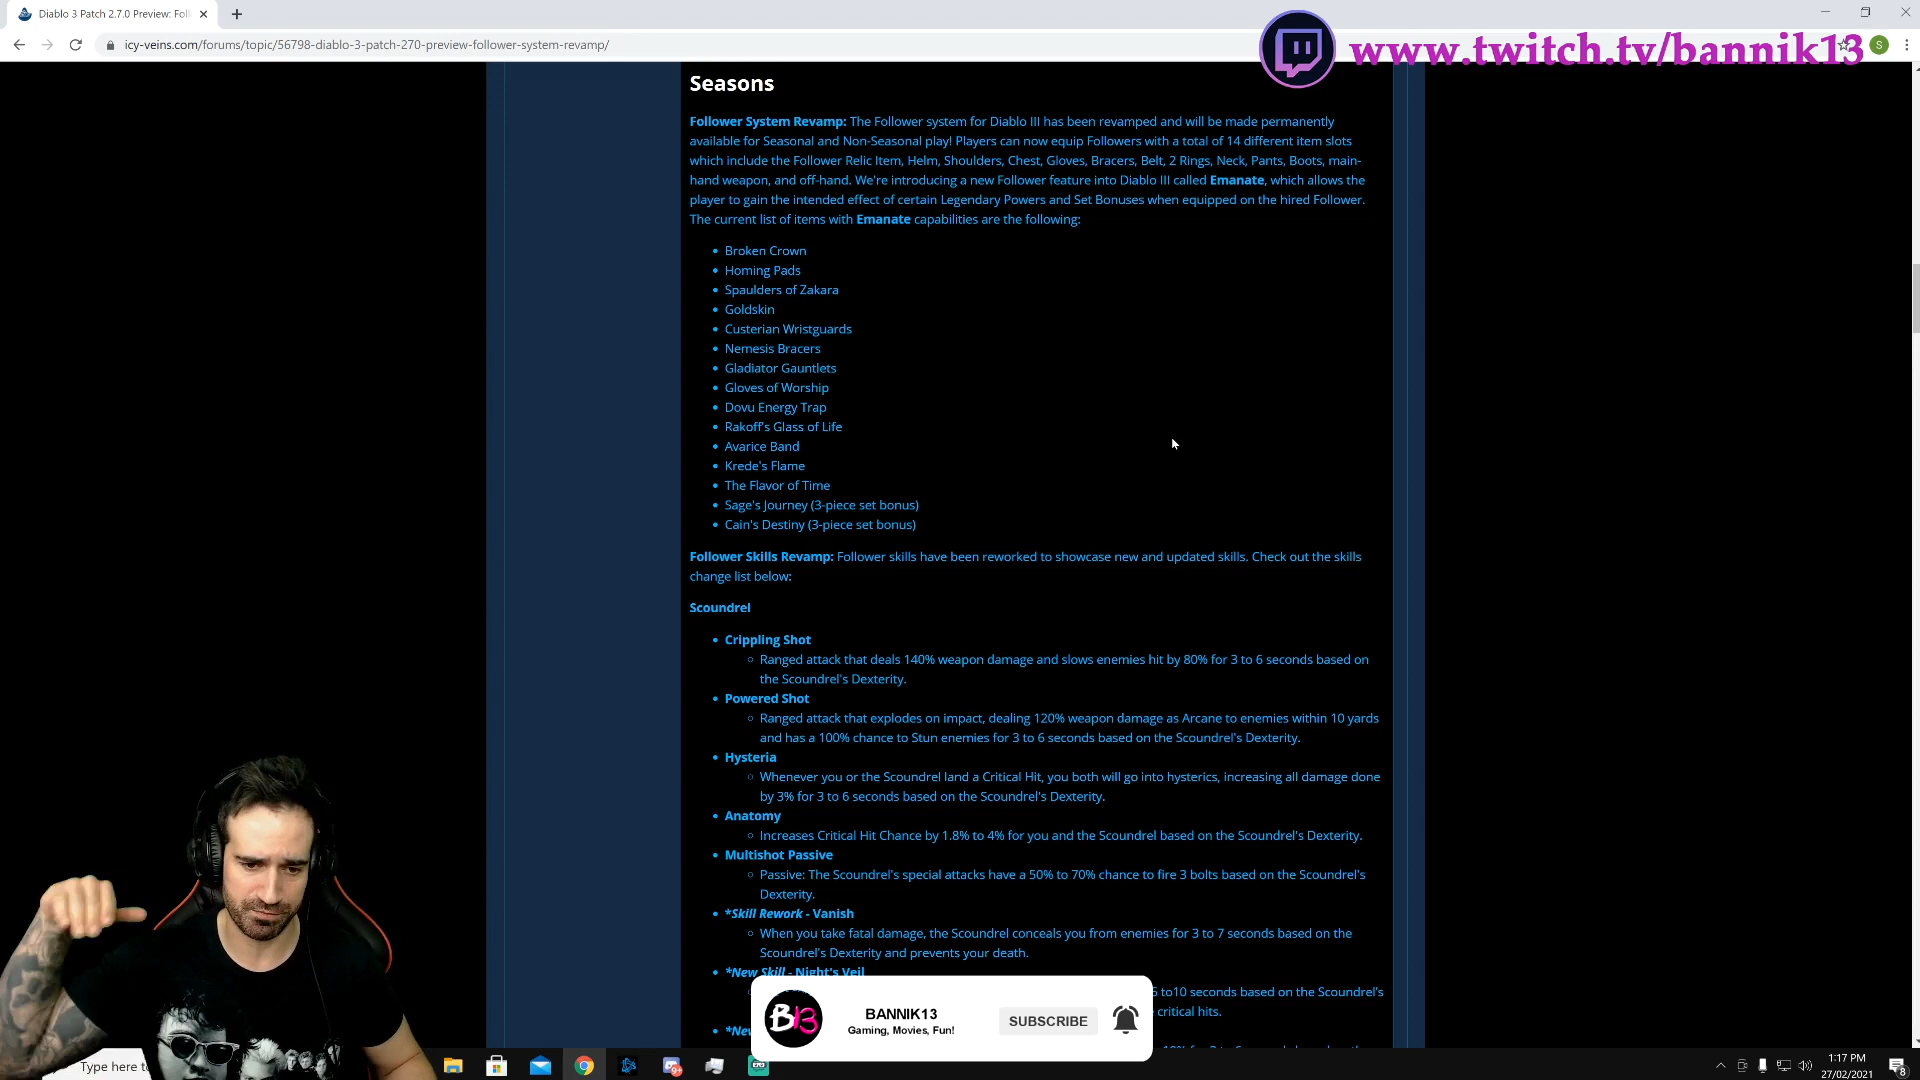 Diablo 3 Patch 2.7.0 Preview: Foll
icy-veins.com/forums/topic/56798-diablo-3-patch-270-preview-follower-system-revamp/
www.twitch.tv/bannik13
S
Seasons
Follower System Revamp: The Follower system for Diablo III has been revamped and will be made permanently
available for Seasonal and Non-Seasonal play! Players can now equip Followers with a total of 14 different item slots
which include the Follower Relic Item, Helm, Shoulders, Chest, Gloves, Bracers, Belt, 2 Rings, Neck, Pants, Boots, main-
hand weapon, and off-hand. We're introducing a new Follower feature into Diablo III called Emanate, which allows the
player to gain the intended effect of certain Legendary Powers and Set Bonuses when equipped on the hired Follower.
The current list of items with Emanate capabilities are the following:
Broken Crown
Homing Pads
Spaulders of Zakara
Goldskin
Custerian Wristguards
Nemesis Bracers
Gladiator Gauntlets
Gloves of Worship
Dovu Energy Trap
Rakoff's Glass of Life
Avarice Band
Krede's Flame
The Flavor of Time
Sage's Journey (3-piece set bonus)
Cain's Destiny (3-piece set bonus)
Follower Skills Revamp: Follower skills have been reworked to showcase new and updated skills. Check out the skills
change list below:
Scoundrel
Crippling Shot
Ranged attack that deals 140% weapon damage and slows enemies hit by 80% for 3 to 6 seconds based on
the Scoundrel's Dexterity.
Powered Shot
Ranged attack that explodes on impact, dealing 120% weapon damage as Arcane to enemies within 10 yards
and has a 100% chance to Stun enemies for 3 to 6 seconds based on the Scoundrel's Dexterity.
Hysteria
Whenever you or the Scoundrel land a Critical Hit, you both will go into hysterics, increasing all damage done
by 3% for 3 to 6 seconds based on the Scoundrel's Dexterity.
Anatomy
Increases Critical Hit Chance by 1.8% to 4% for you and the Scoundrel based on the Scoundrel's Dexterity.
Multishot Passive
Passive: The Scoundrel's special attacks have a 50% to 70% chance to fire 3 bolts based on the Scoundrel's
Dexterity.
*Skill Rework - Vanish
When you take fatal damage, the Scoundrel conceals you from enemies for 3 to 7 seconds based on the
Scoundrel's Dexterity and prevents your death.
*New Skill - Night's Veil
to10 seconds based on the Scoundrel's
critical hits.
*New
B13
BANNIK13
Gaming, Movies, Fun!
SUBSCRIBE
Type here to
1:17 PM
27/02/2021
8